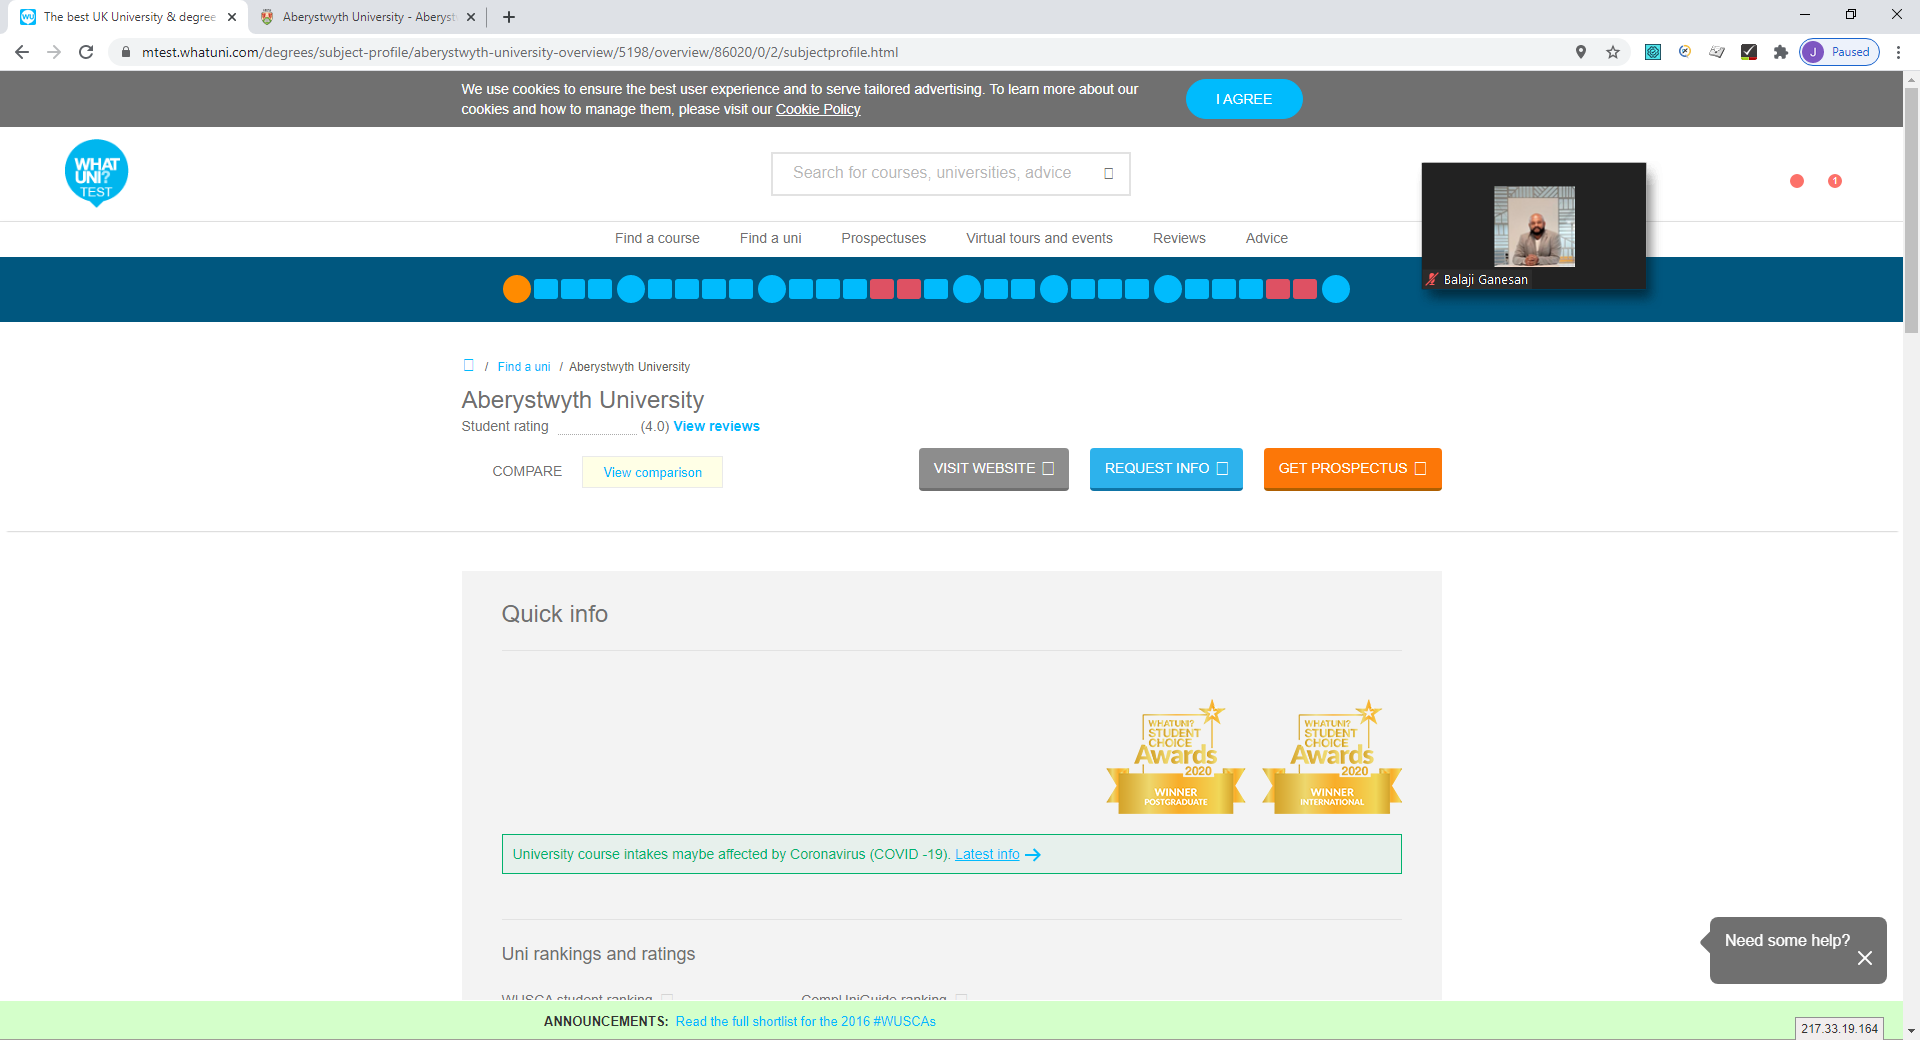 The best UK University & degree
Aberystwyth University - Aberyst
mtest.whatuni.com/degrees/subject-profile/aberystwyth-university-overview/5198/overview/86020/0/2/subjectprofile.html
J Paused
We use cookies to ensure the best user experience and to serve tailored advertising. To learn more about our
cookies and how to manage them, please visit our Cookie Policy
I AGREE
WHAT
UNI?
TEST
Search for courses, universities, advice
1
Find a course
Find a uni
Prospectuses
Virtual tours and events
Reviews
Advice
Balaji Ganesan
/ Find a uni / Aberystwyth University
Aberystwyth University
Student rating (4.0) View reviews
COMPARE
View comparison
VISIT WEBSITE
REQUEST INFO
GET PROSPECTUS
Quick info
WHATUNI?
STUDENT
CHOICE
Awards
2020
WINNER
POSTGRADUATE
WHATUNI?
STUDENT
CHOICE
Awards
2020
WINNER
INTERNATIONAL
University course intakes maybe affected by Coronavirus (COVID -19). Latest info
Uni rankings and ratings
WUSCA student ranking
CompUniGuide ranking
Need some help?
ANNOUNCEMENTS: Read the full shortlist for the 2016 #WUSCAs
217.33.19.164